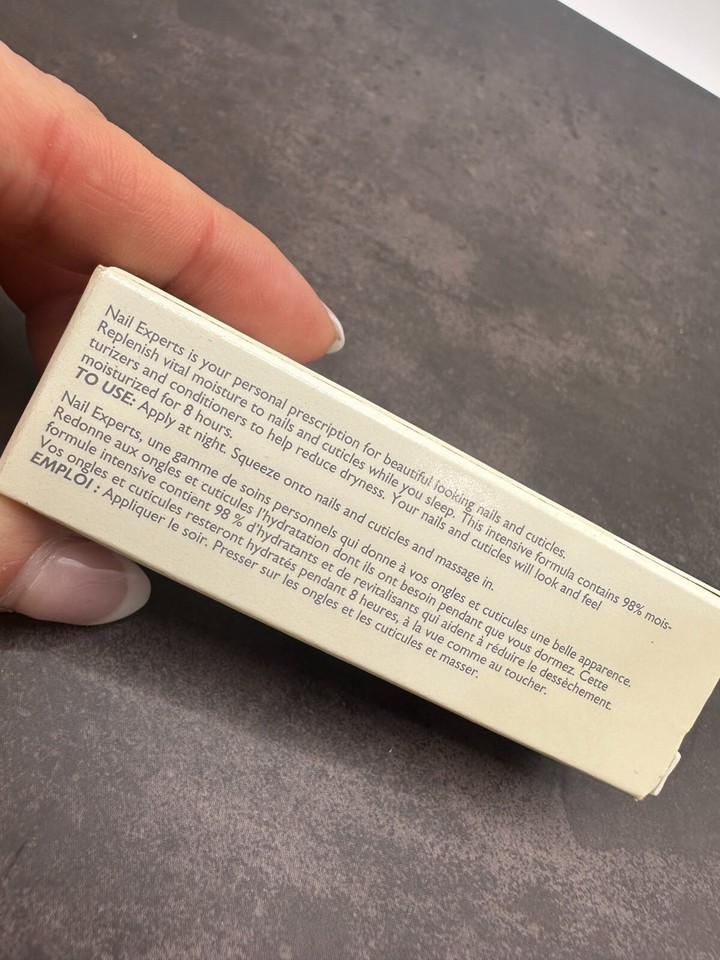 Nail Experts is your personal prescription for beautiful looking nails and cuticles.
Replenish vital moisture to nails and cuticles while you sleep. This intensive formula contains 98% mois-
turizers and conditioners to help reduce dryness. Your nails and cuticles will look and feel
moisturized for 8 hours.
TO USE: Apply at night. Squeeze onto nails and cuticles and massage in.
Nail Experts, une gamme de soins personnels qui donne à vos ongles et cuticules une belle apparence.
Redonne aux ongles et cuticules l'hydratation dont ils ont besoin pendant que vous dormez. Cette
formule intensive contient 98 % d'hydratants et de revitalisants qui aident à réduire le dessèchement.
Vos ongles et cuticules resteront hydratés pendant 8 heures, à la vue comme au toucher.
EMPLOI : Appliquer le soir. Presser sur les ongles et les cuticules et masser.